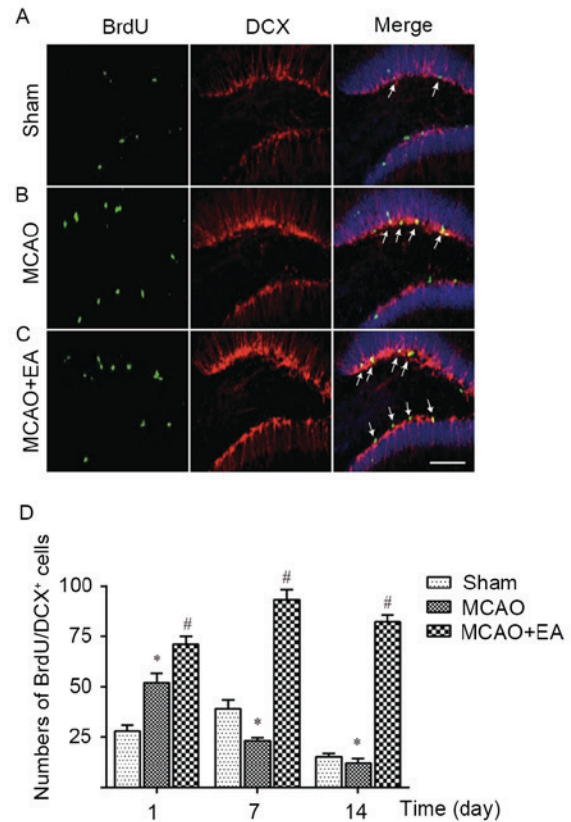 A
BrdU DCX Merge
Sham
B
MCAO
C
MCAO+EA
D
Numbers of BrdU/DCX⁺ cells
100
75
50
25
* # * # * #
Sham
MCAO
MCAO+EA
1 7 14 Time (day)